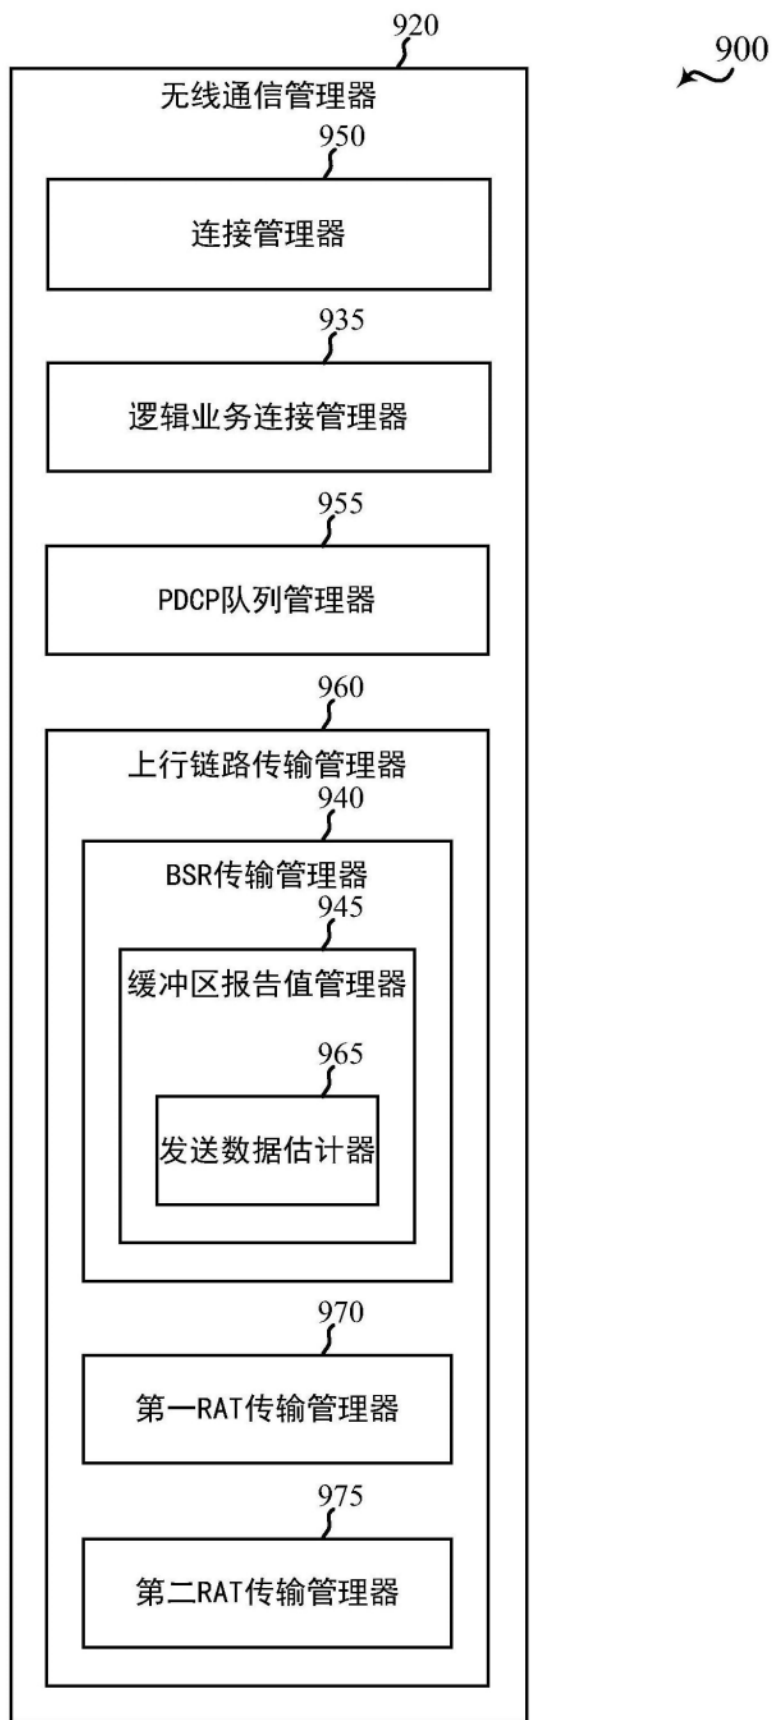 920
900
无线通信管理器
950
连接管理器
935
逻辑业务连接管理器
955
PDCP队列管理器
960
上行链路传输管理器
940
BSR传输管理器
945
缓冲区报告值管理器
965
发送数据估计器
970
第一RAT传输管理器
975
第二RAT传输管理器